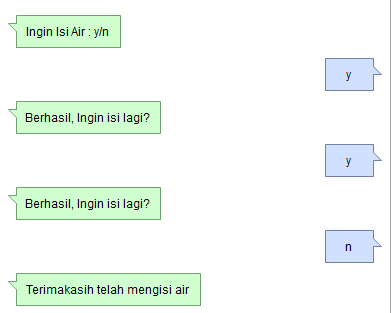 Ingin Isi Air : y/n
y
Berhasil, Ingin isi lagi?
y
Berhasil, Ingin isi lagi?
n
Terimakasih telah mengisi air